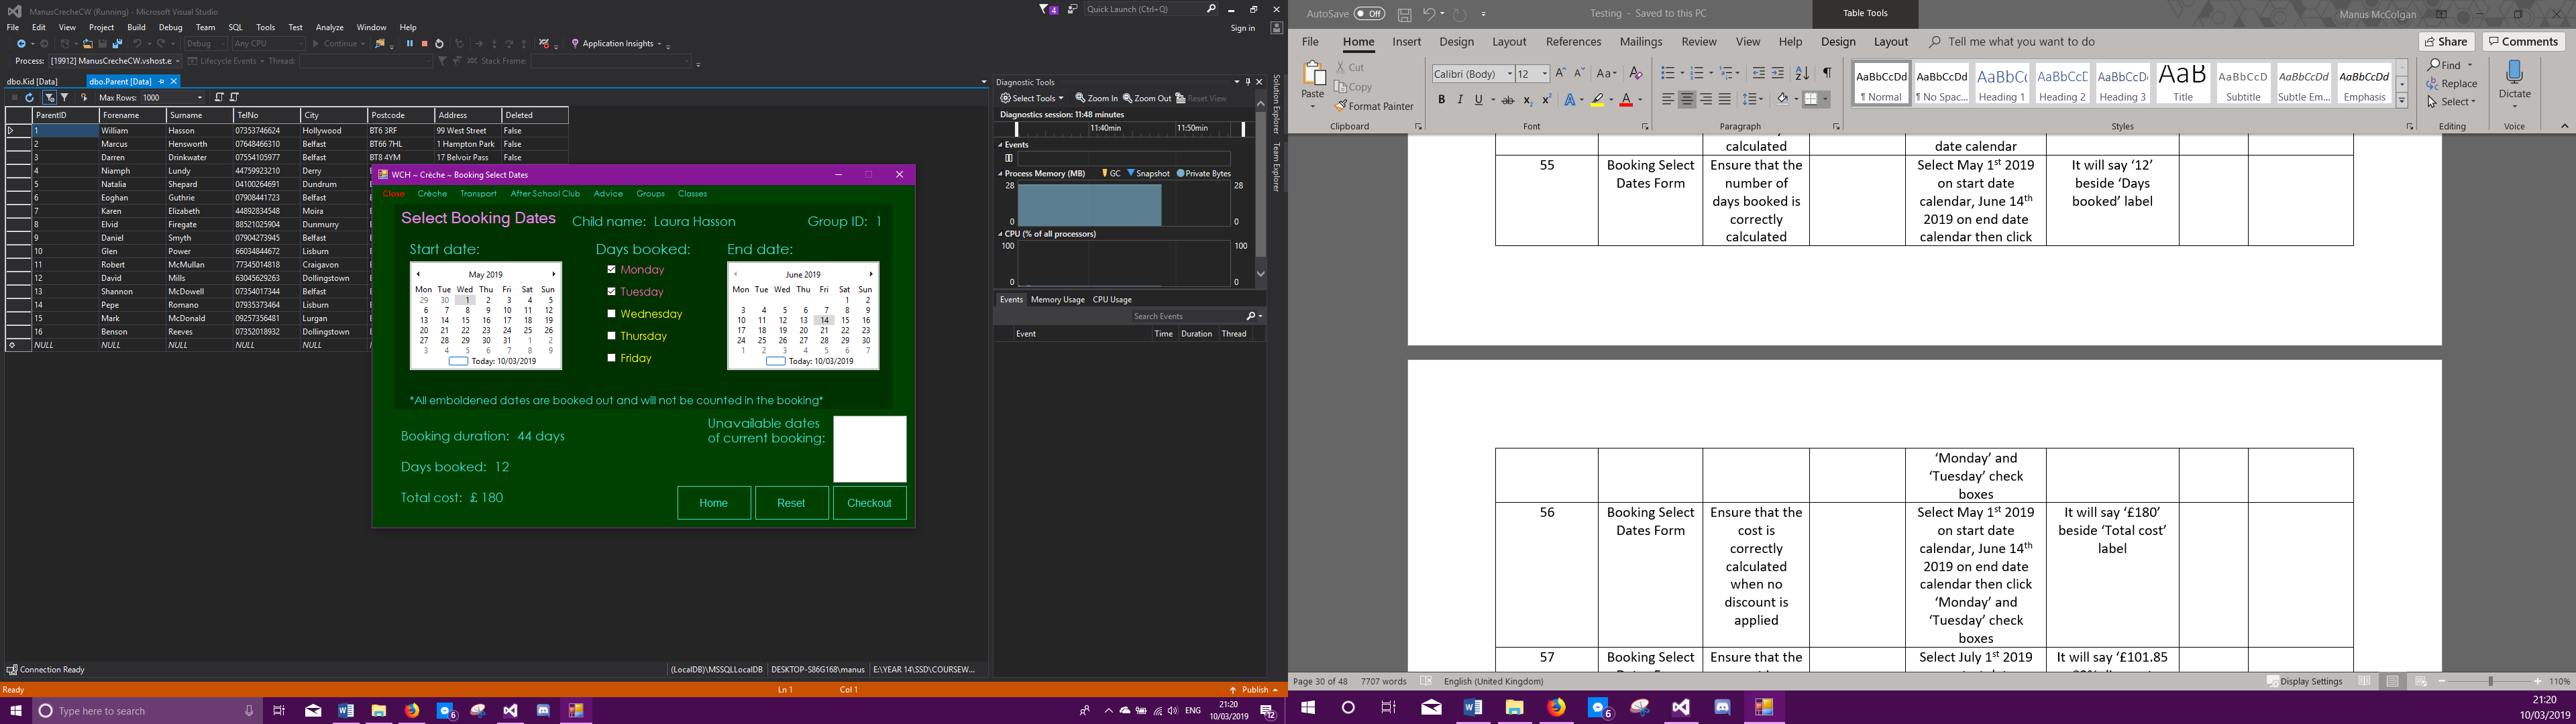 ManusCrecheCW (Running) - Microsoft Visual Studio
4
Quick Launch (Ctrl+Q)
File Edit View Project Build Debug Team SQL Tools Test Analyze Window Help
Sign in
Debug Any CPU Continue Application Insights
Process: [19912] ManusCrecheCW.vshost.e Lifecycle Events Thread: Stack Frame:
dbo.Kid [Data] dbo.Parent [Data]
Max Rows: 1000
ParentID Forename Surname TelNo City Postcode Address Deleted
1 William Hasson 07353746624 Hollywood BT6 3RF 99 West Street False
2 Marcus Hensworth 07648466310 Belfast BT66 7HL 1 Hampton Park False
3 Darren Drinkwater 07554105977 Belfast BT8 4YM 17 Belvoir Pass False
4 Niamph Lundy 44759923210 Derry
5 Natalia Shepard 04100264691 Dundrum
6 Eoghan Guthrie 07908441723 Belfast
7 Karen Elizabeth 44892834548 Moira
8 Elvid Firegate 88521025904 Dunmurry
9 Daniel Smyth 07904273945 Belfast
10 Glen Power 66034844672 Lisburn
11 Robert McMullan 77345014818 Craigavon
12 David Mills 63045629263 Dollingstown
13 Shannon McDowell 07354017344 Belfast
14 Pepe Romano 07935373464 Lisburn
15 Mark McDonald 09257356481 Lurgan
16 Benson Reeves 07352018932 Dollingstown
NULL NULL NULL NULL NULL
WCH ~ Crèche ~ Booking Select Dates
Close Crèche Transport After School Club Advice Groups Classes
Select Booking Dates Child name: Laura Hasson Group ID: 1
Start date: Days booked: End date:
May 2019
Mon Tue Wed Thu Fri Sat Sun
29 30 1 2 3 4 5
6 7 8 9 10 11 12
13 14 15 16 17 18 19
20 21 22 23 24 25 26
27 28 29 30 31 1 2
3 4 5 6 7 8 9
Today: 10/03/2019
Monday
Tuesday
Wednesday
Thursday
Friday
June 2019
Mon Tue Wed Thu Fri Sat Sun
1 2
3 4 5 6 7 8 9
10 11 12 13 14 15 16
17 18 19 20 21 22 23
24 25 26 27 28 29 30
1 2 3 4 5 6 7
Today: 10/03/2019
*All emboldened dates are booked out and will not be counted in the booking*
Booking duration: 44 days
Unavailable dates
of current booking:
Days booked: 12
Total cost: £ 180
Home Reset Checkout
Diagnostic Tools
Select Tools Zoom In Zoom Out Reset View
Diagnostics session: 11:48 minutes
11:40min 11:50min
Events
Process Memory (MB) GC Snapshot Private Bytes
28 28
0 0
CPU (% of all processors)
100 100
0 0
Events Memory Usage CPU Usage
Search Events
Event Time Duration Thread
Solution Explorer
Team Explorer
Connection Ready (LocalDB)\MSSQLLocalDB DESKTOP-S86G168\manus E:\YEAR 14\SSD\COURSEW...
Ready Ln 1 Col 1 Publish
Type here to search
6
ENG
21:20
10/03/2019
12
AutoSave Off
Testing - Saved to this PC
Table Tools
Manus McColgan
File Home Insert Design Layout References Mailings Review View Help Design Layout Tell me what you want to do
Share Comments
Paste
Cut
Copy
Format Painter
Calibri (Body) 12
AaBbCcDd AaBbCcDd AaBbCc AaBbCcE AaBbCcD AaB AaBbCcD AaBbCcDd AaBbCcDd
¶ Normal ¶ No Spac... Heading 1 Heading 2 Heading 3 Title Subtitle Subtle Em... Emphasis
Find
Replace
Select
Dictate
Clipboard Font Paragraph Styles Editing Voice
calculated
date calendar
55
Booking Select
Dates Form
Ensure that the
number of
days booked is
correctly
calculated
Select May 1st 2019
on start date
calendar, June 14th
2019 on end date
calendar then click
It will say ‘12’
beside ‘Days
booked’ label
‘Monday’ and
‘Tuesday’ check
boxes
56
Booking Select
Dates Form
Ensure that the
cost is
correctly
calculated
when no
discount is
applied
Select May 1st 2019
on start date
calendar, June 14th
2019 on end date
calendar then click
‘Monday’ and
‘Tuesday’ check
boxes
It will say ‘£180’
beside ‘Total cost’
label
57
Booking Select
Ensure that the
Select July 1st 2019
It will say ‘£101.85
Page 30 of 48 7707 words English (United Kingdom) Display Settings 110%
6
21:20
10/03/2019